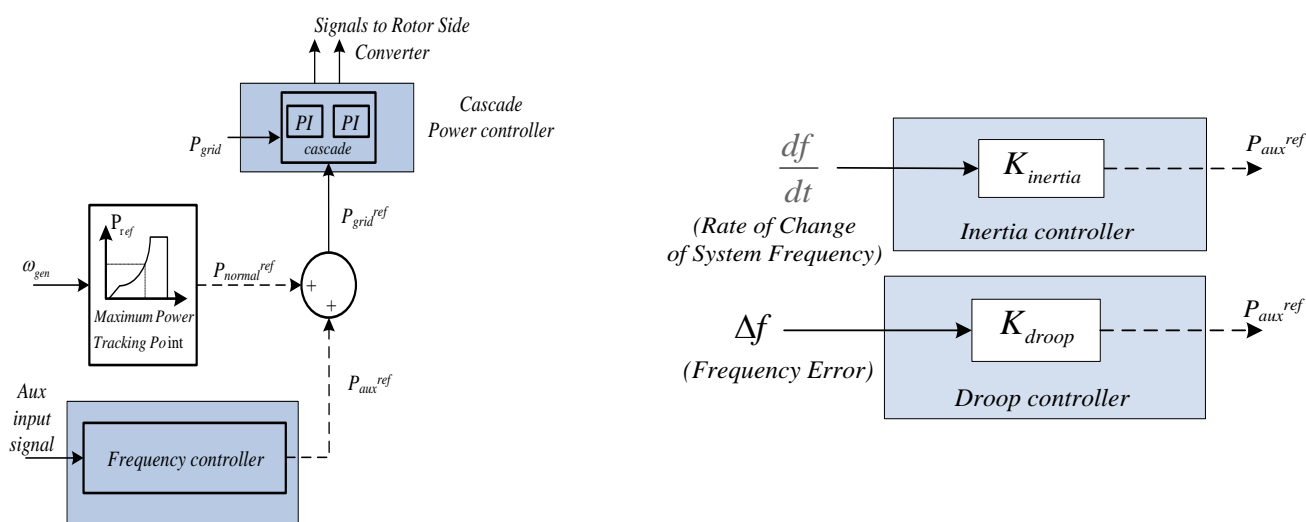 Signals to Rotor Side
Converter
PI PI
cascade
Cascade
Power controller
P_grid
P_grid^ref
P_ref
ω_gen
Maximum Power
Tracking Point
P_normal^ref
+
+
P_aux^ref
Aux
input
signal
Frequency controller
df
dt
(Rate of Change
of System Frequency)
K_inertia
P_aux^ref
Inertia controller
Δf
(Frequency Error)
K_droop
P_aux^ref
Droop controller